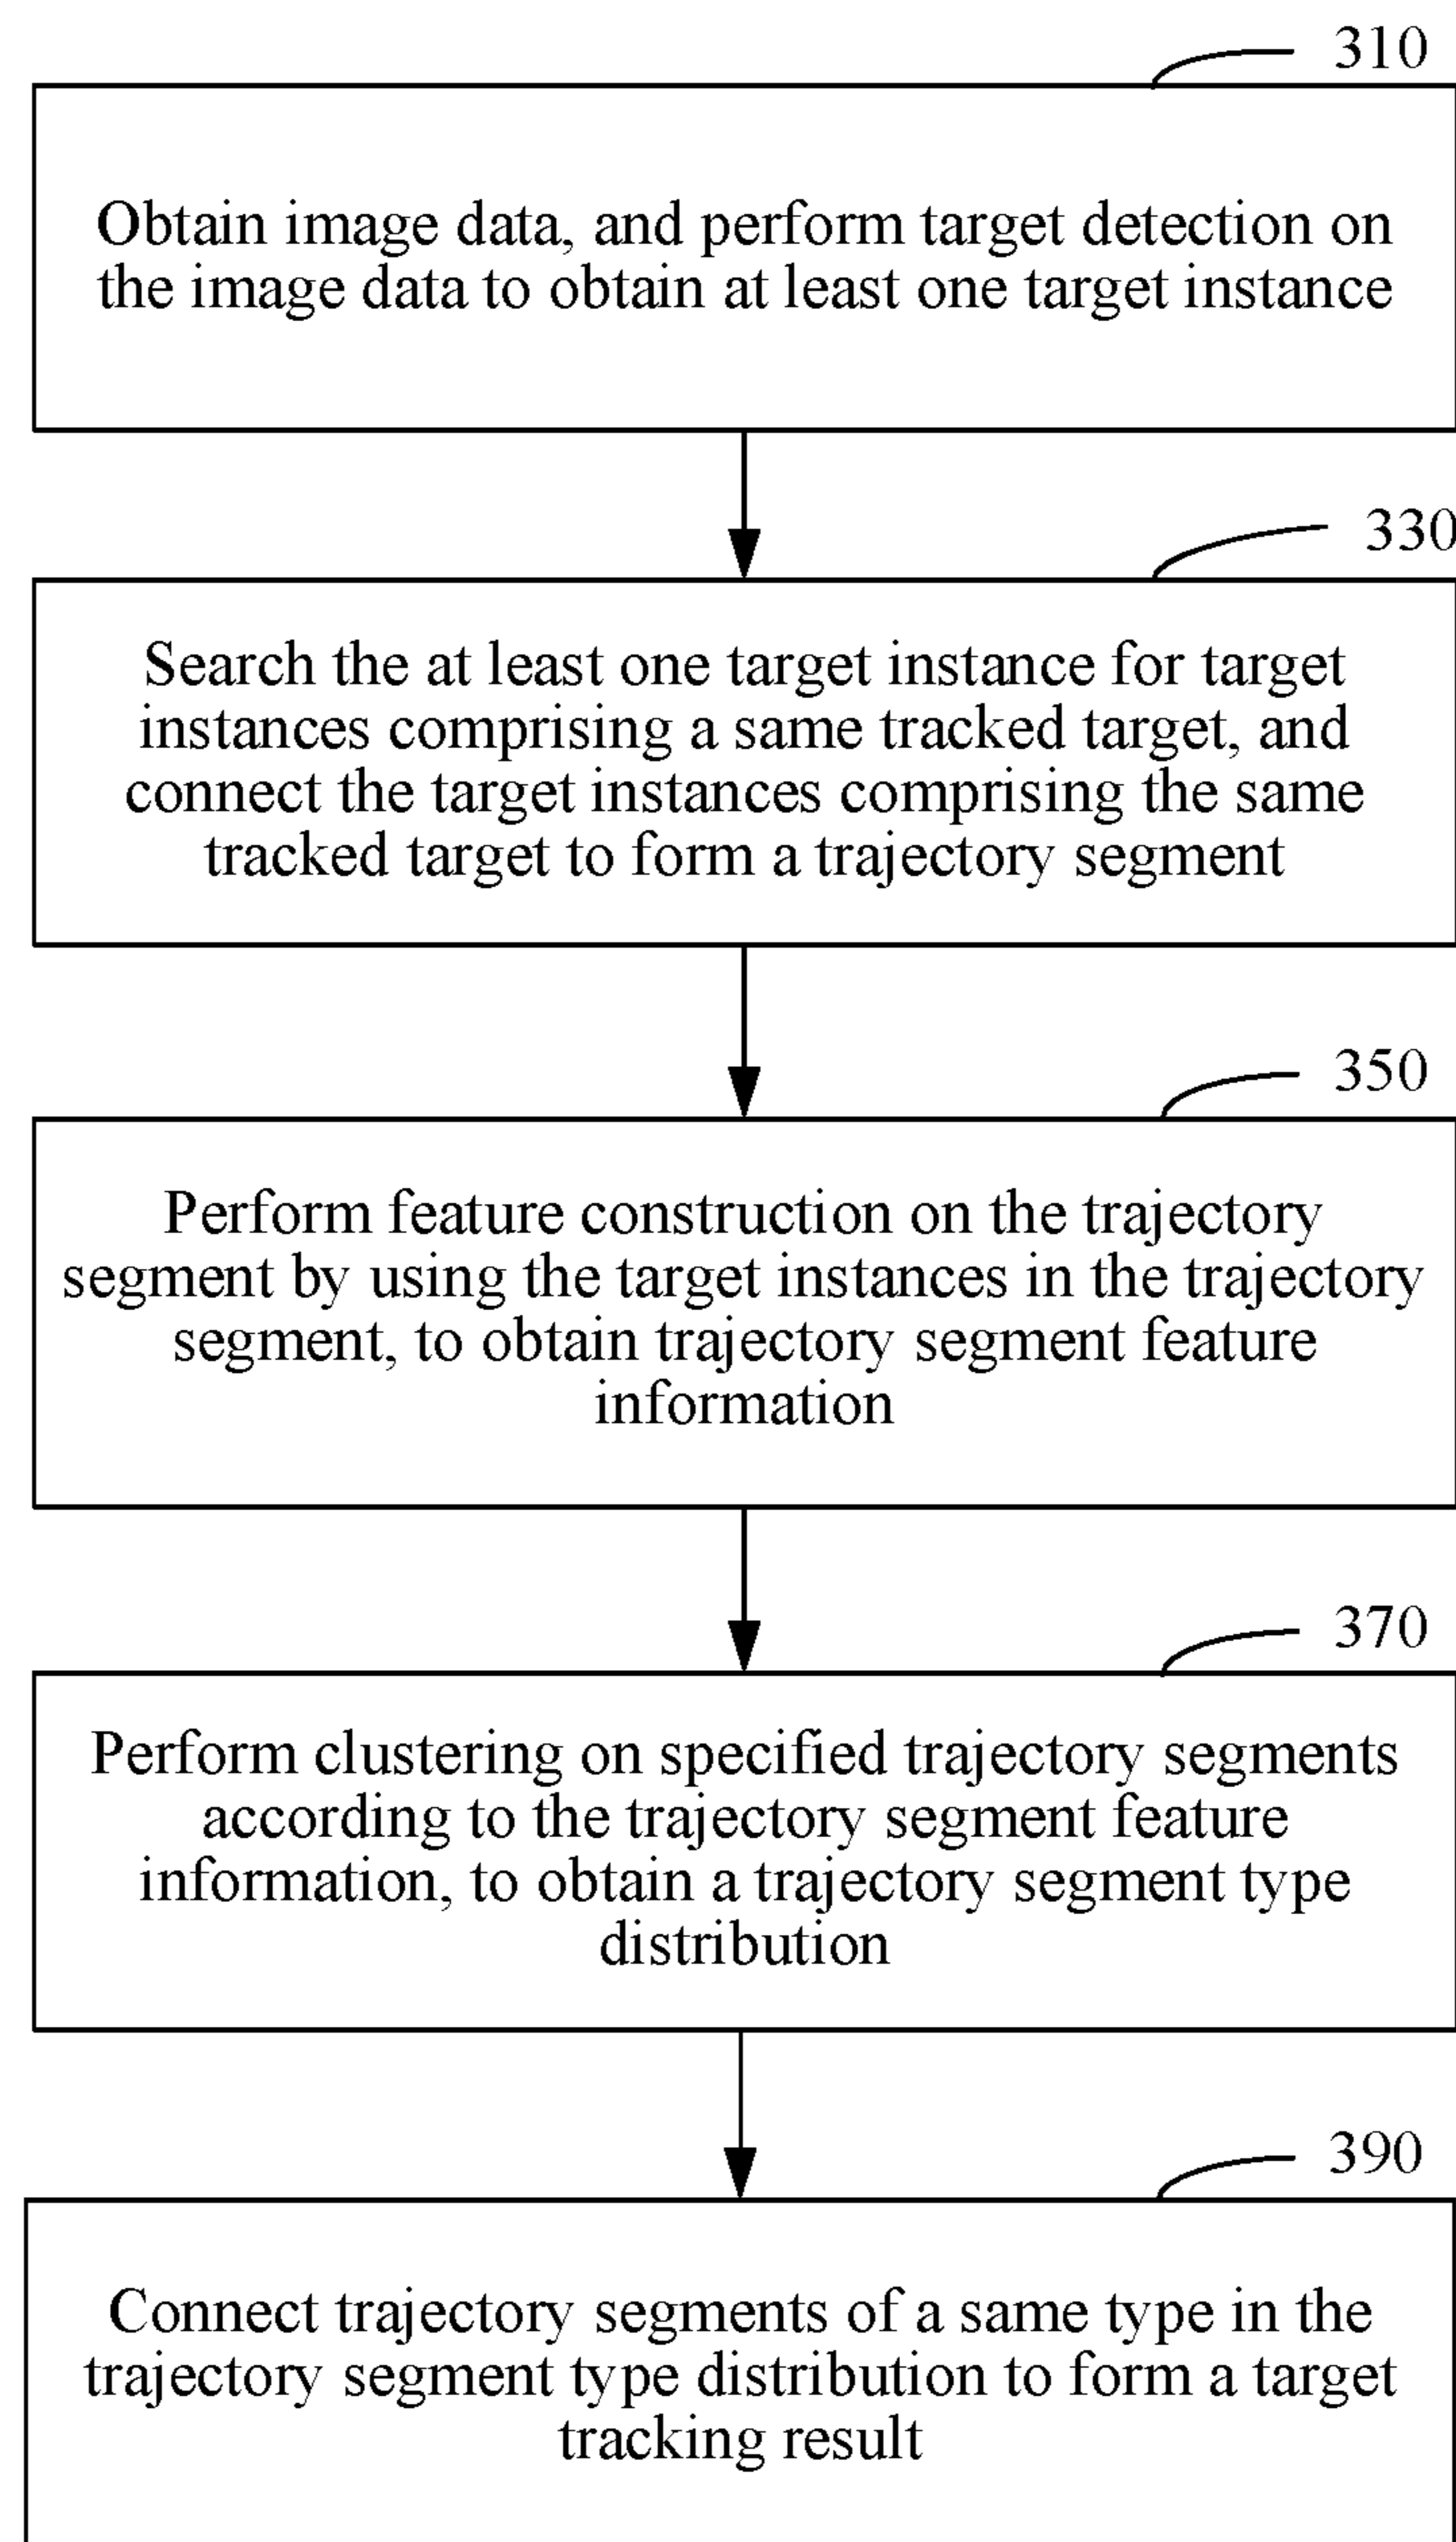 310
Obtain image data, and perform target detection on
the image data to obtain at least one target instance
330
Search the at least one target instance for target
instances comprising a same tracked target, and
connect the target instances comprising the same
tracked target to form a trajectory segment
350
Perform feature construction on the trajectory
segment by using the target instances in the trajectory
segment, to obtain trajectory segment feature
information
370
Perform clustering on specified trajectory segments
according to the trajectory segment feature
information, to obtain a trajectory segment type
distribution
390
Connect trajectory segments of a same type in the
trajectory segment type distribution to form a target
tracking result